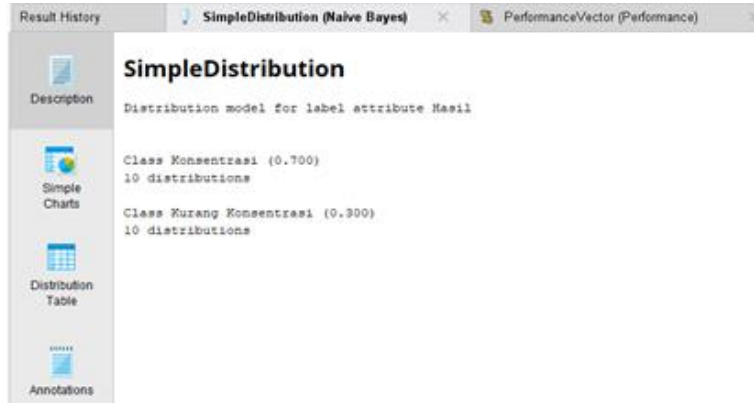 Result History
SimpleDistribution (Naive Bayes)
PerformanceVector (Performance)
Description
Simple
Charts
Distribution
Table
Annotations
SimpleDistribution
Distribution model for label attribute Hasil
Class Konsentrasi (0.700)
10 distributions
Class Kurang Konsentrasi (0.300)
10 distributions